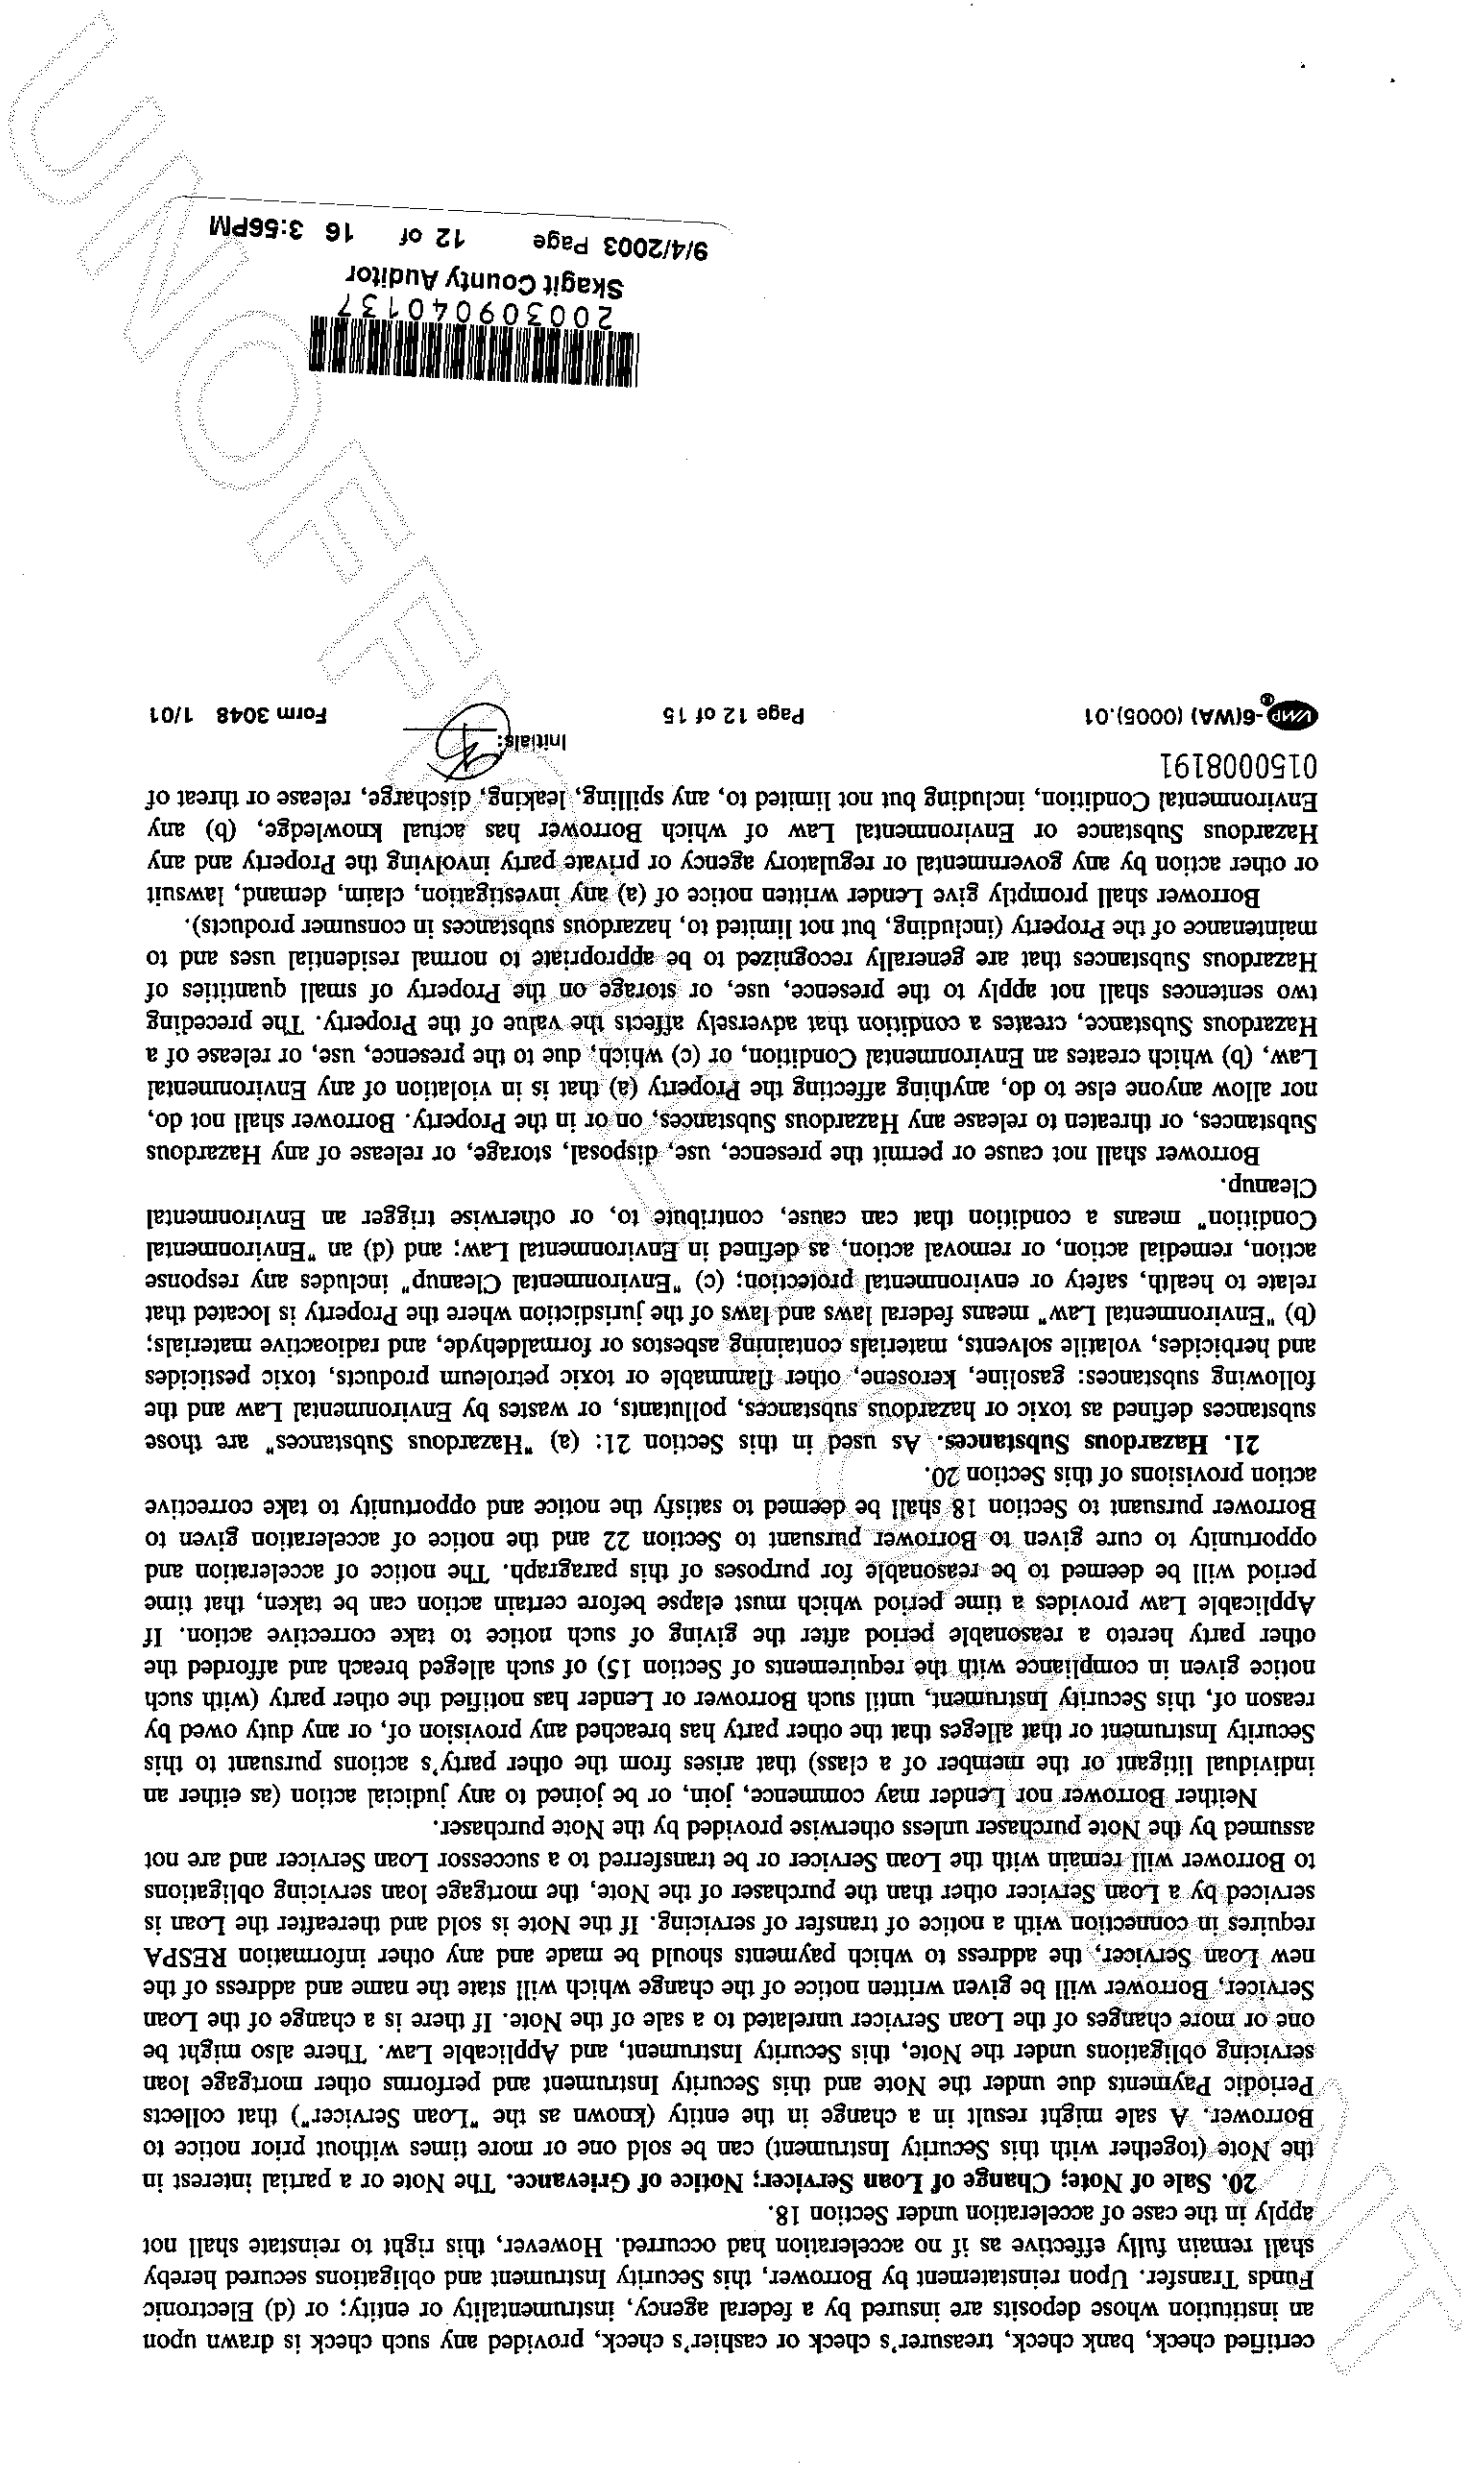 certified check, bank check, treasurer's check or cashier's check, provided any such check is drawn upon
an institution whose deposits are insured by a federal agency, instrumentality or entity; or (d) Electronic
Funds Transfer. Upon reinstatement by Borrower, this Security Instrument and obligations secured hereby
shall remain fully effective as if no acceleration had occurred. However, this right to reinstate shall not
apply in the case of acceleration under Section 18.
20. Sale of Note; Change of Loan Servicer; Notice of Grievance. The Note or a partial interest in
the Note (together with this Security Instrument) can be sold one or more times without prior notice to
Borrower. A sale might result in a change in the entity (known as the "Loan Servicer") that collects
Periodic Payments due under the Note and this Security Instrument and performs other mortgage loan
servicing obligations under the Note, this Security Instrument, and Applicable Law. There also might be
one or more changes of the Loan Servicer unrelated to a sale of the Note. If there is a change of the Loan
Servicer, Borrower will be given written notice of the change which will state the name and address of the
new Loan Servicer, the address to which payments should be made and any other information RESPA
requires in connection with a notice of transfer of servicing. If the Note is sold and thereafter the Loan is
serviced by a Loan Servicer other than the purchaser of the Note, the mortgage loan servicing obligations
to Borrower will remain with the Loan Servicer or be transferred to a successor Loan Servicer and are not
assumed by the Note purchaser unless otherwise provided by the Note purchaser.
Neither Borrower nor Lender may commence, join, or be joined to any judicial action (as either an
individual litigant or the member of a class) that arises from the other party's actions pursuant to this
Security Instrument or that alleges that the other party has breached any provision of, or any duty owed by
reason of, this Security Instrument, until such Borrower or Lender has notified the other party (with such
notice given in compliance with the requirements of Section 15) of such alleged breach and afforded the
other party hereto a reasonable period after the giving of such notice to take corrective action. If
Applicable Law provides a time period which must elapse before certain action can be taken, that time
period will be deemed to be reasonable for purposes of this paragraph. The notice of acceleration and
opportunity to cure given to Borrower pursuant to Section 22 and the notice of acceleration given to
Borrower pursuant to Section 18 shall be deemed to satisfy the notice and opportunity to take corrective
action provisions of this Section 20.
21. Hazardous Substances. As used in this Section 21: (a) "Hazardous Substances" are those
substances defined as toxic or hazardous substances, pollutants, or wastes by Environmental Law and the
following substances: gasoline, kerosene, other flammable or toxic petroleum products, toxic pesticides
and herbicides, volatile solvents, materials containing asbestos or formaldehyde, and radioactive materials;
(b) "Environmental Law" means federal laws and laws of the jurisdiction where the Property is located that
relate to health, safety or environmental protection; (c) "Environmental Cleanup" includes any response
action, remedial action, or removal action, as defined in Environmental Law; and (d) an "Environmental
Condition" means a condition that can cause, contribute to, or otherwise trigger an Environmental
Cleanup.
Borrower shall not cause or permit the presence, use, disposal, storage, or release of any Hazardous
Substances, or threaten to release any Hazardous Substances, on or in the Property. Borrower shall not do,
nor allow anyone else to do, anything affecting the Property (a) that is in violation of any Environmental
Law, (b) which creates an Environmental Condition, or (c) which, due to the presence, use, or release of a
Hazardous Substance, creates a condition that adversely affects the value of the Property. The preceding
two sentences shall not apply to the presence, use, or storage on the Property of small quantities of
Hazardous Substances that are generally recognized to be appropriate to normal residential uses and to
maintenance of the Property (including, but not limited to, hazardous substances in consumer products).
Borrower shall promptly give Lender written notice of (a) any investigation, claim, demand, lawsuit
or other action by any governmental or regulatory agency or private party involving the Property and any
Hazardous Substance or Environmental Law of which Borrower has actual knowledge, (b) any
Environmental Condition, including but not limited to, any spilling, leaking, discharge, release or threat of
0150008191
Initials:
VMP-6(WA) (0005).01 Page 12 of 15 Form 3048 1/01
200309040137
Skagit County Auditor
9/4/2003 Page 12 of 16 3:56PM
UNOFFICIAL DOCUMENT